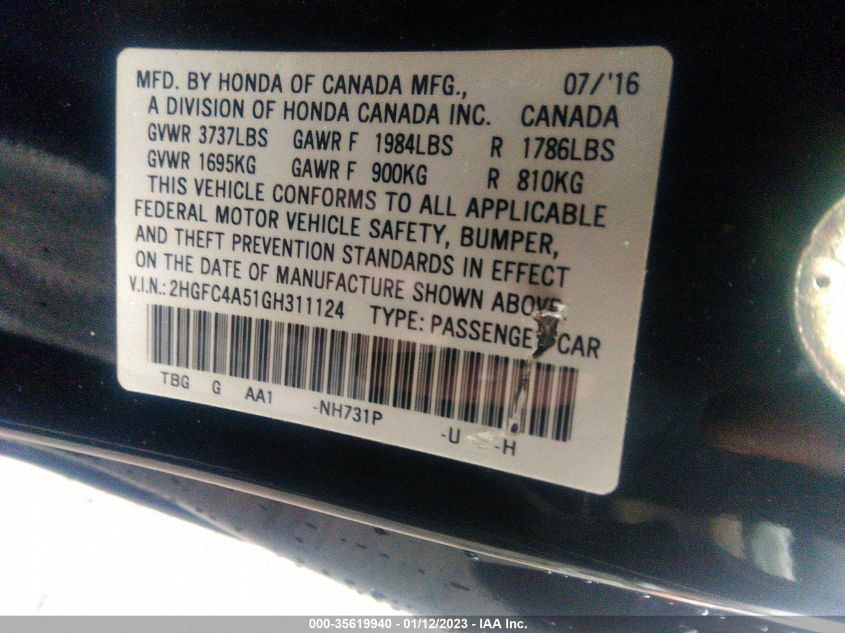 MFD. BY HONDA OF CANADA MFG., 07/'16
A DIVISION OF HONDA CANADA INC. CANADA
GVWR 3737LBS GAWR F 1984LBS R 1786LBS
GVWR 1695KG GAWR F 900KG R 810KG
THIS VEHICLE CONFORMS TO ALL APPLICABLE
FEDERAL MOTOR VEHICLE SAFETY, BUMPER,
AND THEFT PREVENTION STANDARDS IN EFFECT
ON THE DATE OF MANUFACTURE SHOWN ABOVE
V.I.N.: 2HGFC4A51GH311124 TYPE: PASSENGER CAR
TBG G AA1 -NH731P -U -H
000-35619940 - 01/12/2023 - IAA Inc.